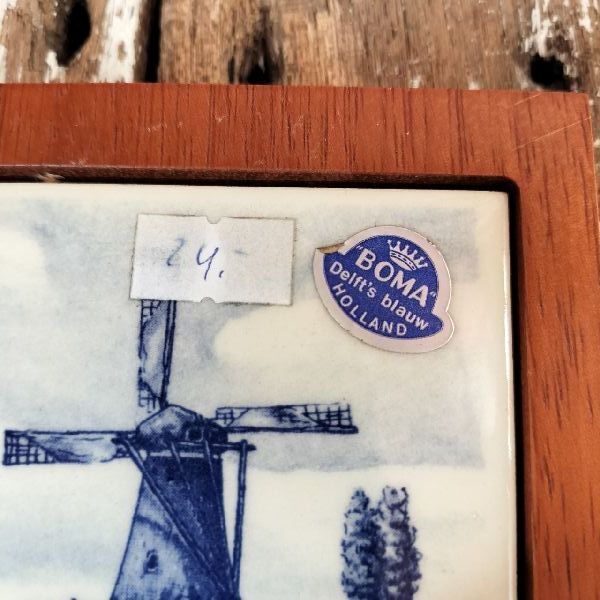 24.-
"BOMA"
Delft's blauw
HOLLAND